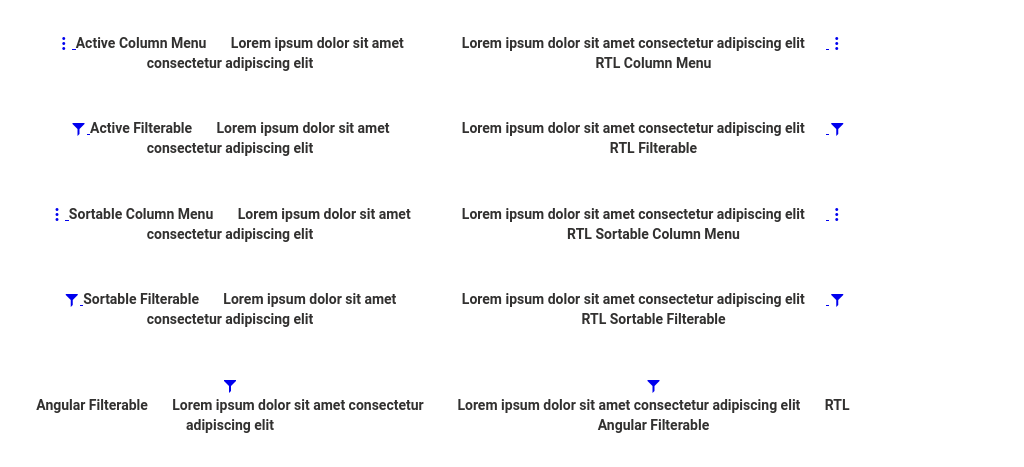 Active Column Menu Lorem ipsum dolor sit amet
consectetur adipiscing elit
Lorem ipsum dolor sit amet consectetur adipiscing elit
RTL Column Menu
Active Filterable Lorem ipsum dolor sit amet
consectetur adipiscing elit
Lorem ipsum dolor sit amet consectetur adipiscing elit
RTL Filterable
Sortable Column Menu Lorem ipsum dolor sit amet
consectetur adipiscing elit
Lorem ipsum dolor sit amet consectetur adipiscing elit
RTL Sortable Column Menu
Sortable Filterable Lorem ipsum dolor sit amet
consectetur adipiscing elit
Lorem ipsum dolor sit amet consectetur adipiscing elit
RTL Sortable Filterable
Angular Filterable Lorem ipsum dolor sit amet consectetur
adipiscing elit
Lorem ipsum dolor sit amet consectetur adipiscing elit RTL
Angular Filterable